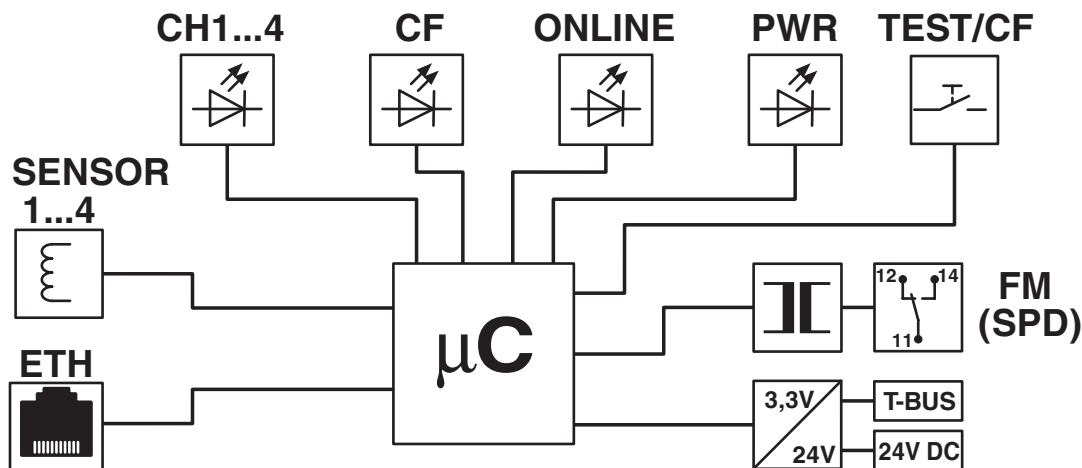 CH1...4 CF ONLINE PWR TEST/CF
SENSOR
1...4
12 14
11
FM
(SPD)
µC
ETH
3,3V
24V
T-BUS
24V DC